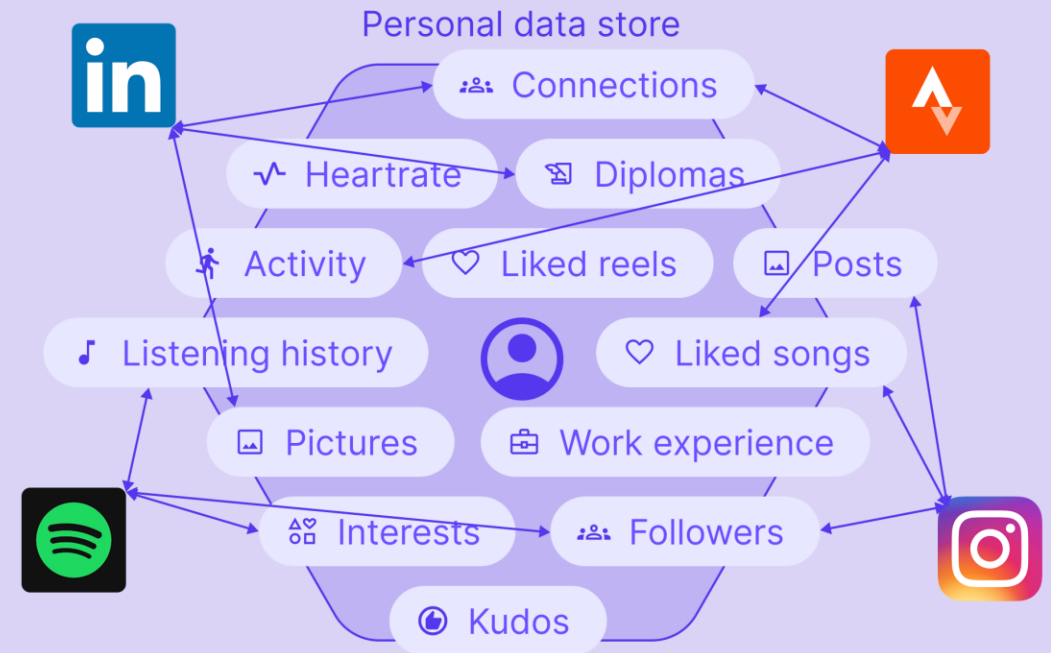 Personal data store
in
Connections
Heartrate
Diplomas
Activity
Liked reels
Posts
Listening history
Liked songs
Pictures
Work experience
Interests
Followers
Kudos